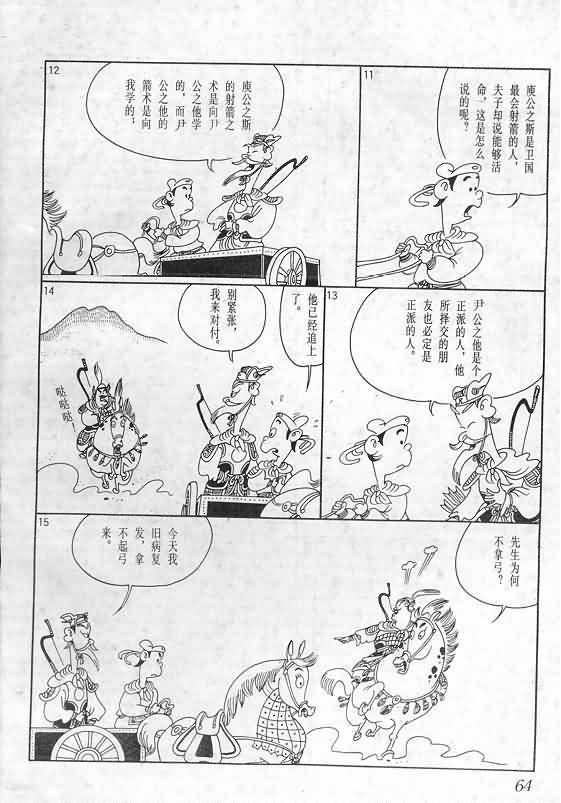 11
庾公之斯是卫国
最会射箭的人，
夫子却说能够活
命，这是怎么
说的呢？
12
庾公之斯
的射箭之
术是向尹
公之他学
的，而尹
公之他的
箭术是向
我学的；
13
尹公之他是个
正派的人，他
所择交的朋
友也必定是
正派的人。
14
他已经追上
了。
别紧张，
我来对付。
哒哒哒！
15
先生为何
不拿弓？
今天我
旧病复
发，拿
不起弓
来。
64